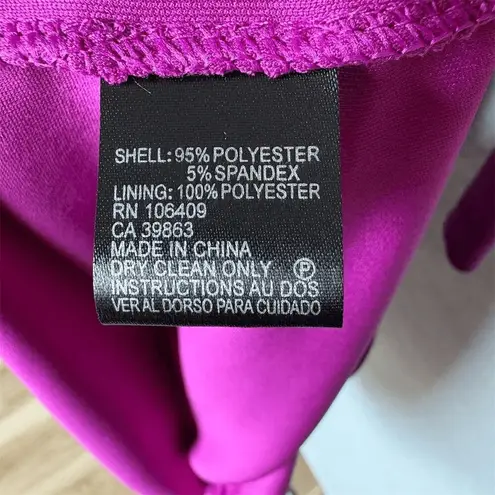 SHELL: 95% POLYESTER
5% SPANDEX
LINING: 100% POLYESTER
RN 106409
CA 39863
MADE IN CHINA
DRY CLEAN ONLY Ⓟ
INSTRUCTIONS AU DOS
VER AL DORSO PARA CUIDADO